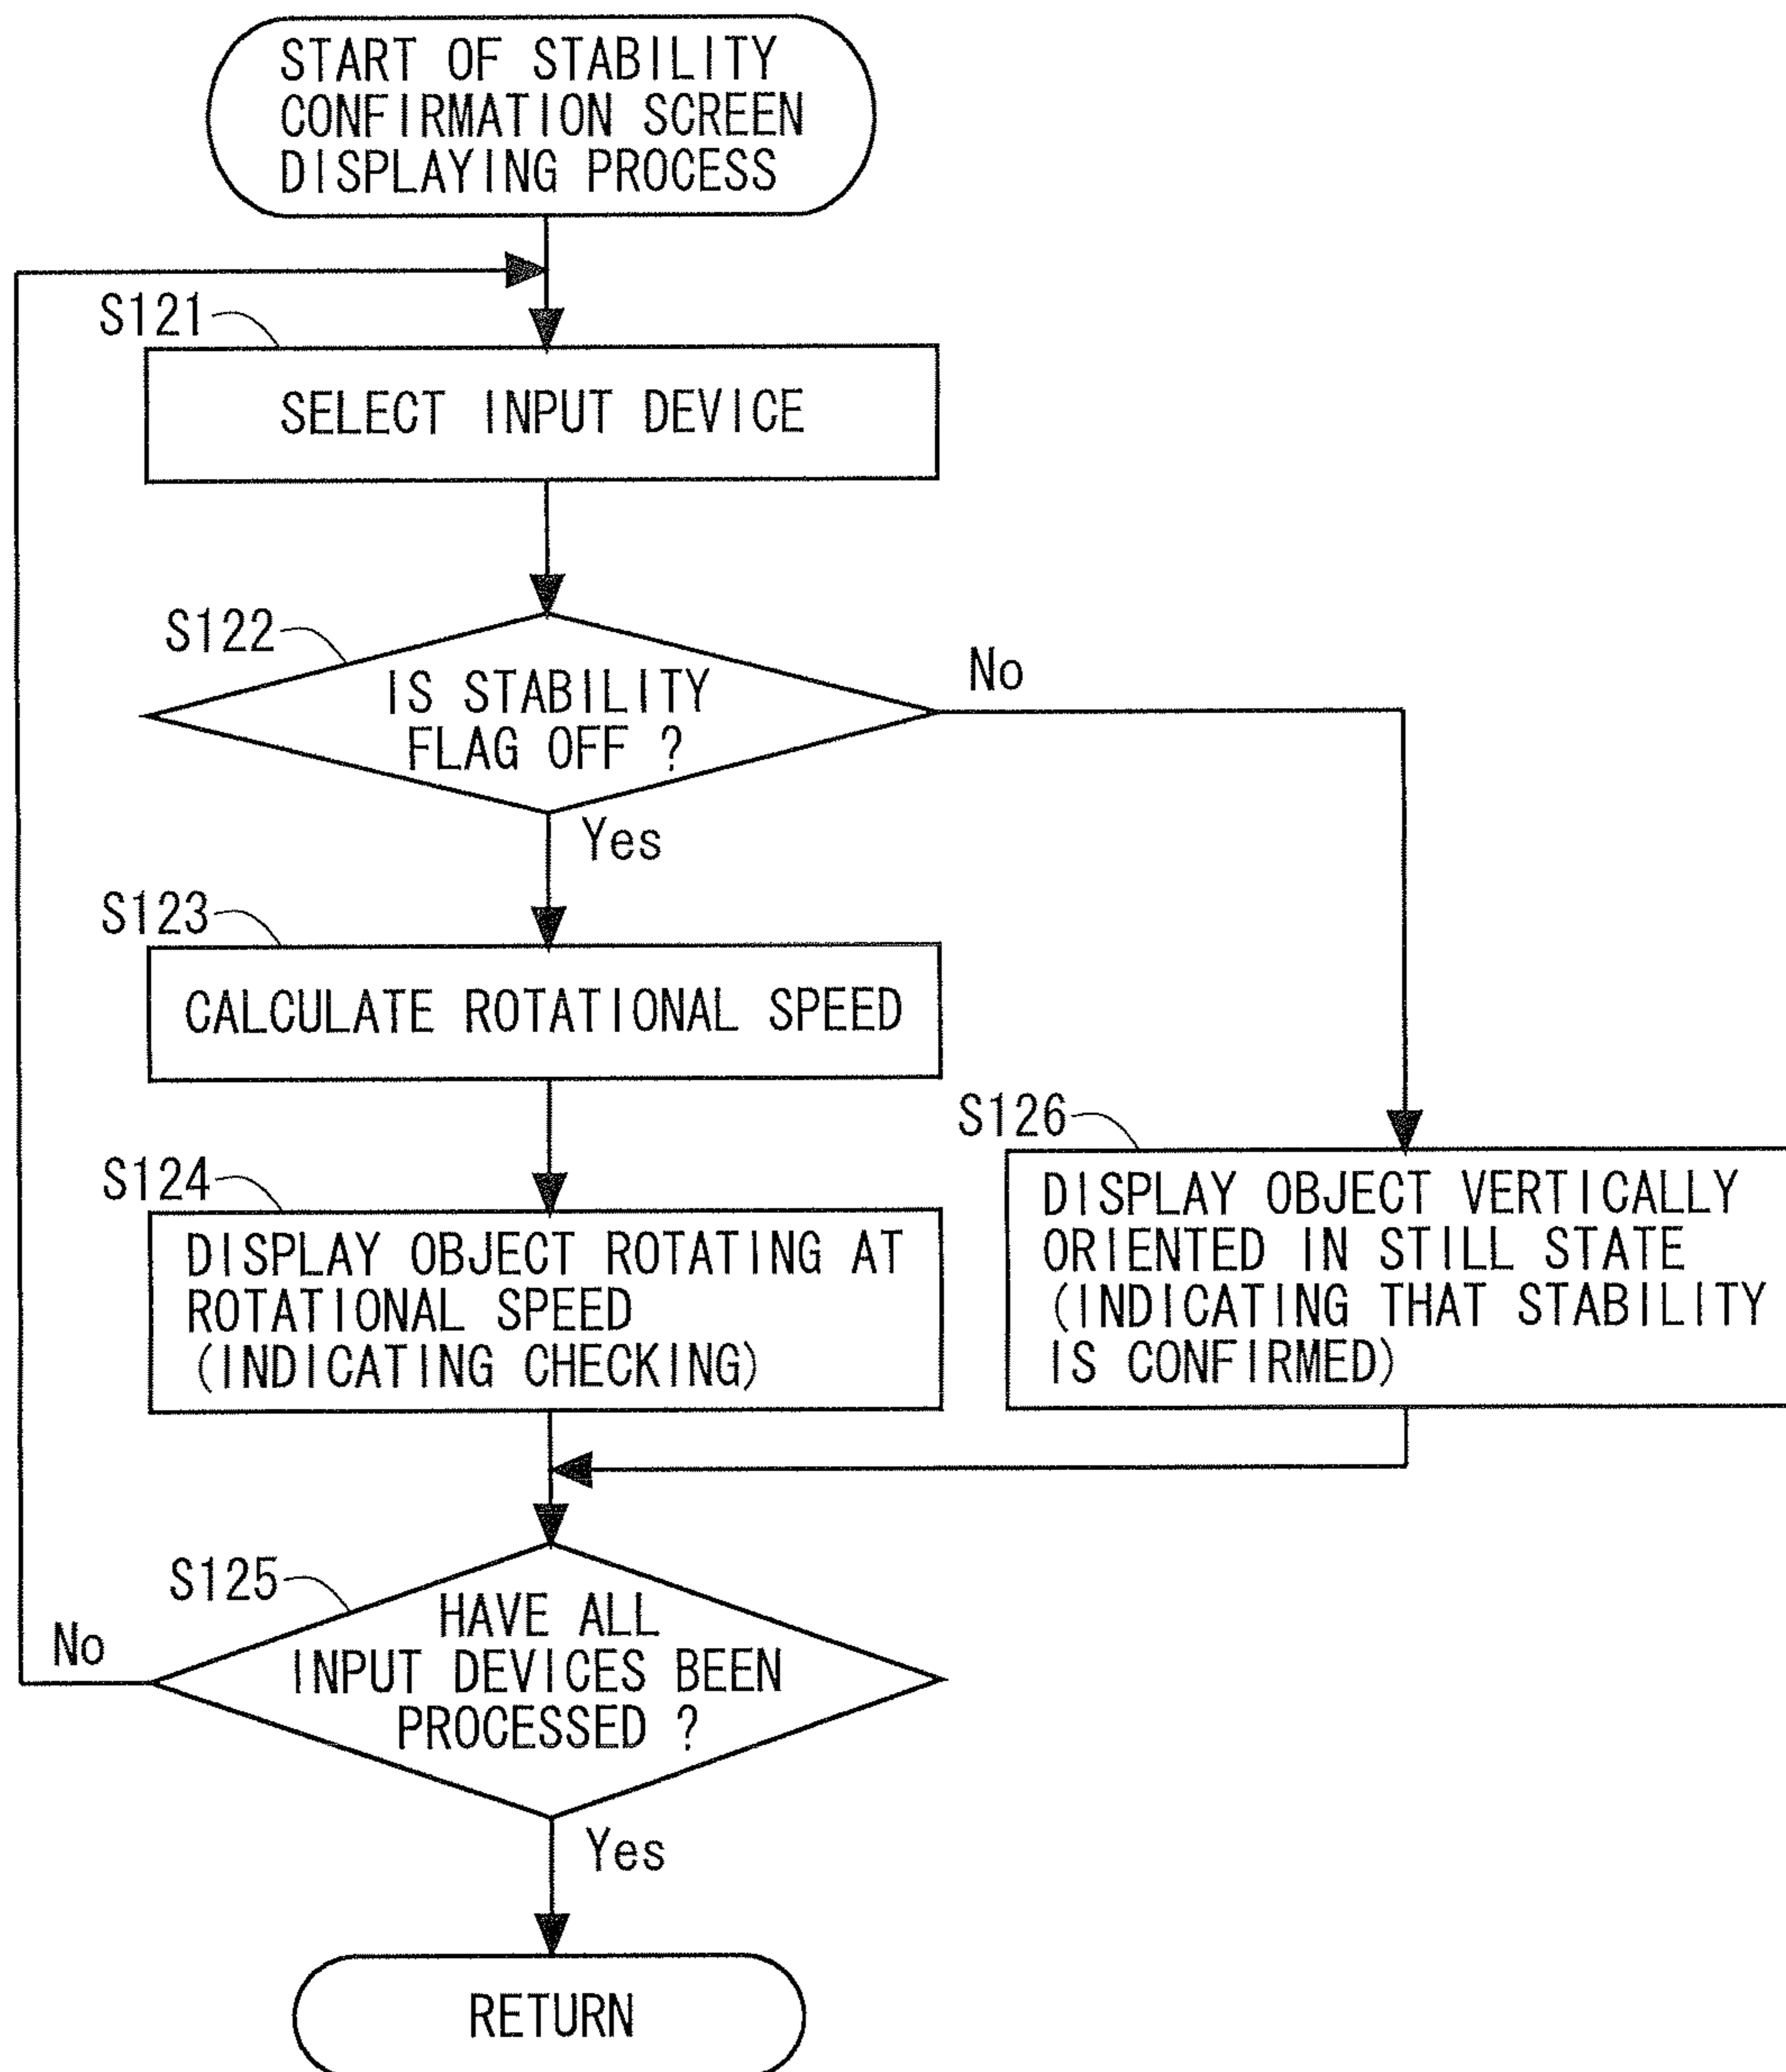 START OF STABILITY
CONFIRMATION SCREEN
DISPLAYING PROCESS
S121
SELECT INPUT DEVICE
S122
IS STABILITY
FLAG OFF ?
No
Yes
S123
CALCULATE ROTATIONAL SPEED
S124
DISPLAY OBJECT ROTATING AT
ROTATIONAL SPEED
(INDICATING CHECKING)
S126
DISPLAY OBJECT VERTICALLY
ORIENTED IN STILL STATE
(INDICATING THAT STABILITY
IS CONFIRMED)
S125
HAVE ALL
INPUT DEVICES BEEN
PROCESSED ?
No
Yes
RETURN